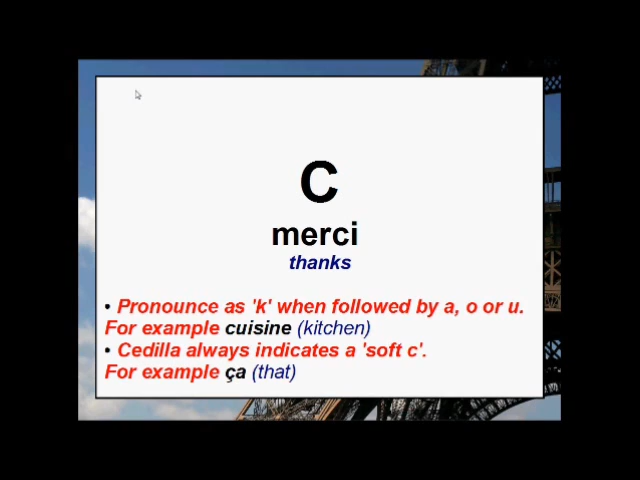 C
merci
thanks
• Pronounce as 'k' when followed by a, o or u.
For example cuisine (kitchen)
• Cedilla always indicates a 'soft c'.
For example ça (that)